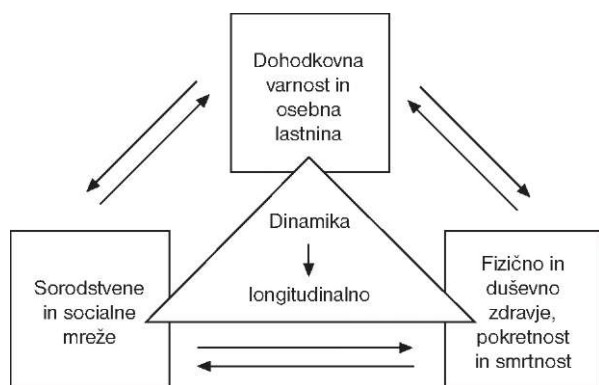 Dohodkovna
varnost in
osebna
lastnina
Dinamika
longitudinalno
Sorodstvene
in socialne
mreže
Fizično in
duševno
zdravje,
pokretnost
in smrtnost